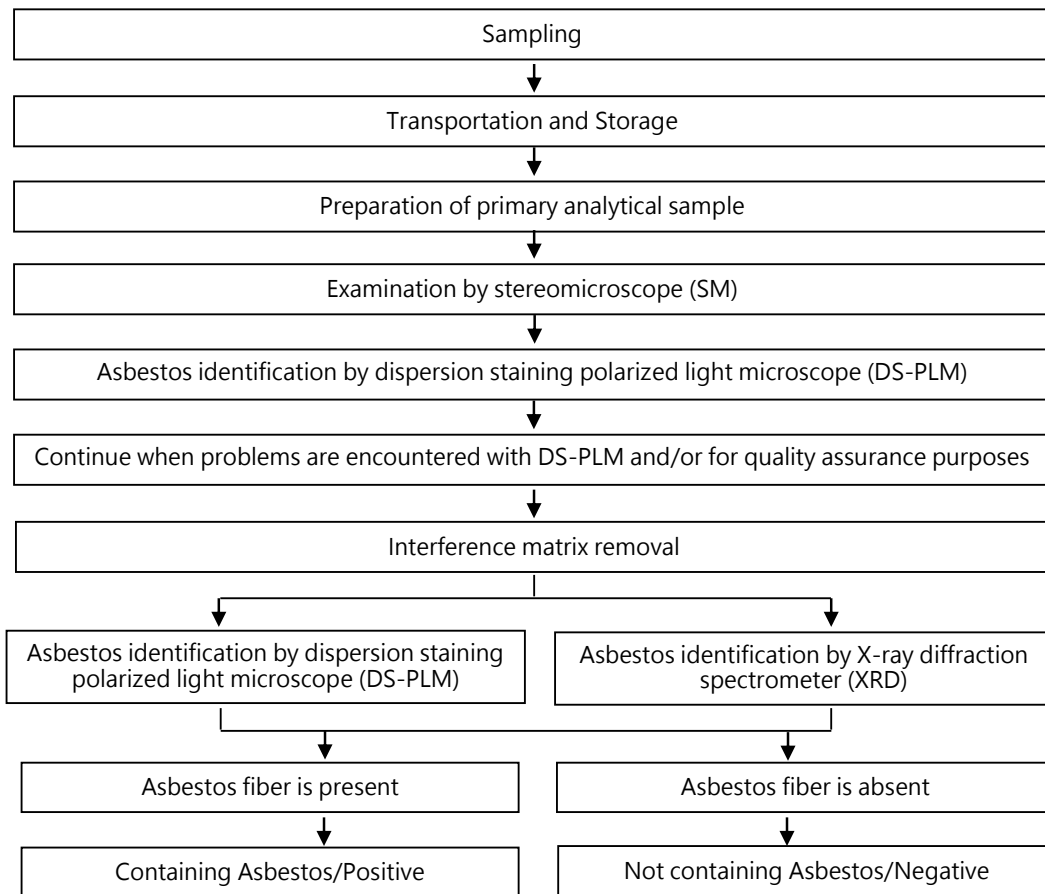 Sampling
Transportation and Storage
Preparation of primary analytical sample
Examination by stereomicroscope (SM)
Asbestos identification by dispersion staining polarized light microscope (DS-PLM)
Continue when problems are encountered with DS-PLM and/or for quality assurance purposes
Interference matrix removal
Asbestos identification by dispersion staining
polarized light microscope (DS-PLM)
Asbestos identification by X-ray diffraction
spectrometer (XRD)
Asbestos fiber is present
Asbestos fiber is absent
Containing Asbestos/Positive
Not containing Asbestos/Negative